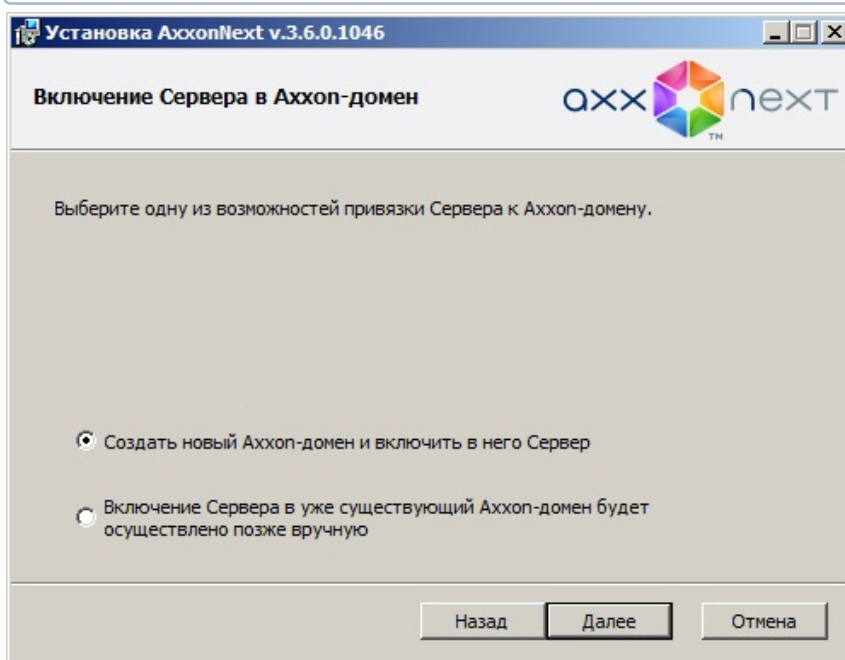 Установка AxxonNext v.3.6.0.1046
Включение Сервера в Axxon-домен
axx next
TM
Выберите одну из возможностей привязки Сервера к Axxon-домену.
Создать новый Axxon-домен и включить в него Сервер
Включение Сервера в уже существующий Axxon-домен будет
осуществлено позже вручную
Назад Далее Отмена